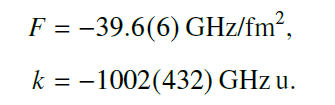 F = −39.6(6) GHz/fm²,
k = −1002(432) GHz u.